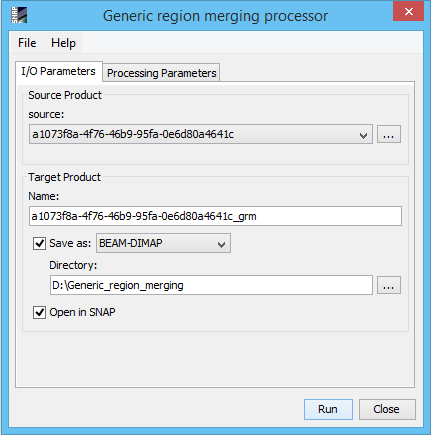 Generic region merging processor
File Help
I/O Parameters Processing Parameters
Source Product
source:
a1073f8a-4f76-46b9-95fa-0e6d80a4641c ...
Target Product
Name:
a1073f8a-4f76-46b9-95fa-0e6d80a4641c_grm
Save as: BEAM-DIMAP
Directory:
D:\Generic_region_merging ...
Open in SNAP
Run Close